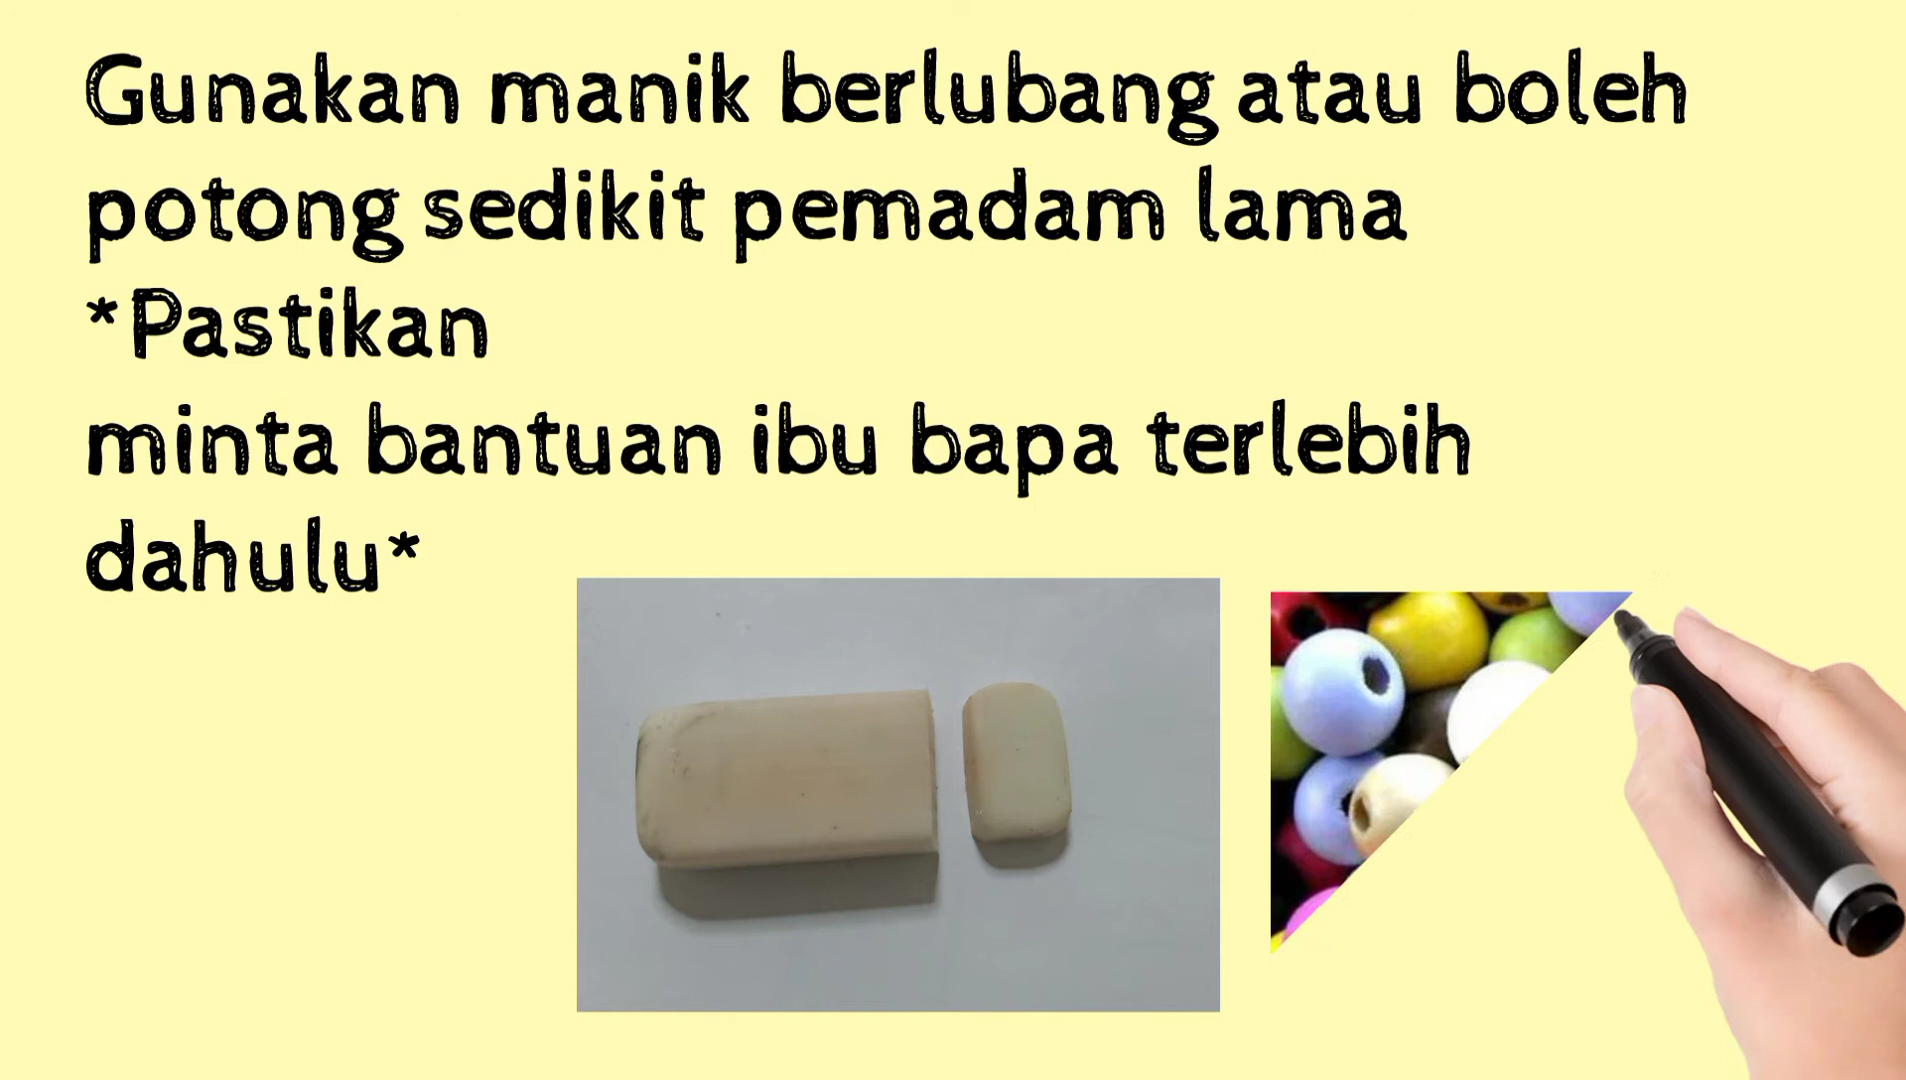 Gunakan manik berlubang atau boleh
potong sedikit pemadam lama
*Pastikan
minta bantuan ibu bapa terlebih
dahulu*